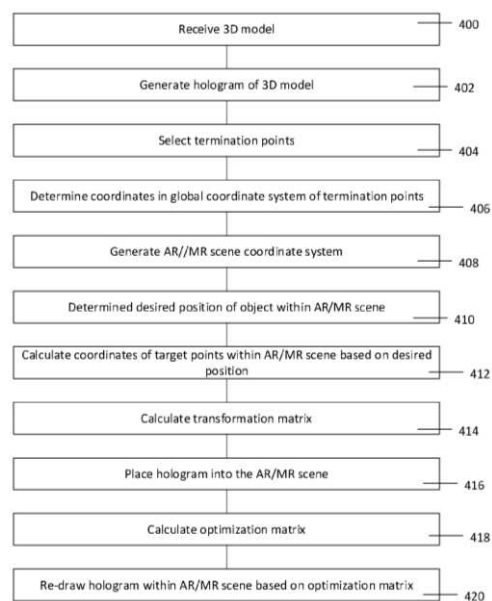 Receive 3D model
400
Generate hologram of 3D model
402
Select termination points
404
Determine coordinates in global coordinate system of termination points
406
Generate AR//MR scene coordinate system
408
Determined desired position of object within AR/MR scene
410
Calculate coordinates of target points within AR/MR scene based on desired
position
412
Calculate transformation matrix
414
Place hologram into the AR/MR scene
416
Calculate optimization matrix
418
Re-draw hologram within AR/MR scene based on optimization matrix
420